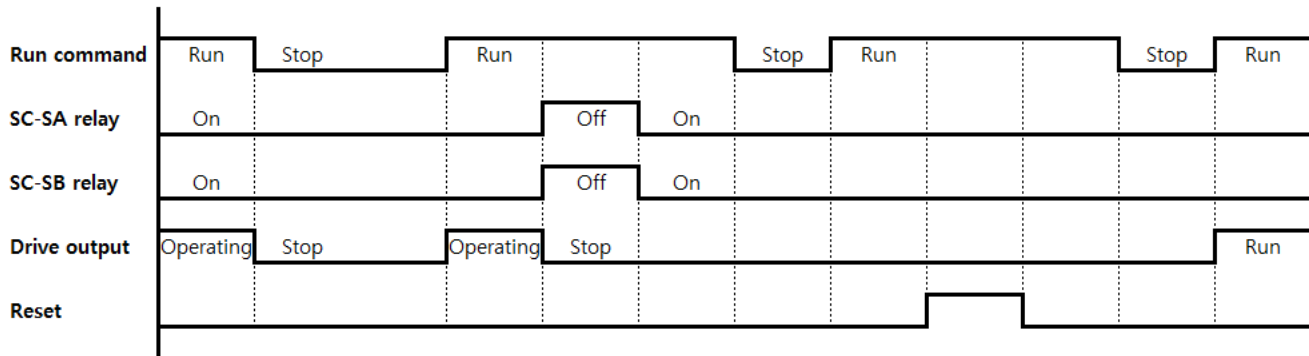 Run command Run Stop Run Stop Run Stop Run
SC-SA relay On Off On
SC-SB relay On Off On
Drive output Operating Stop Operating Stop Run
Reset